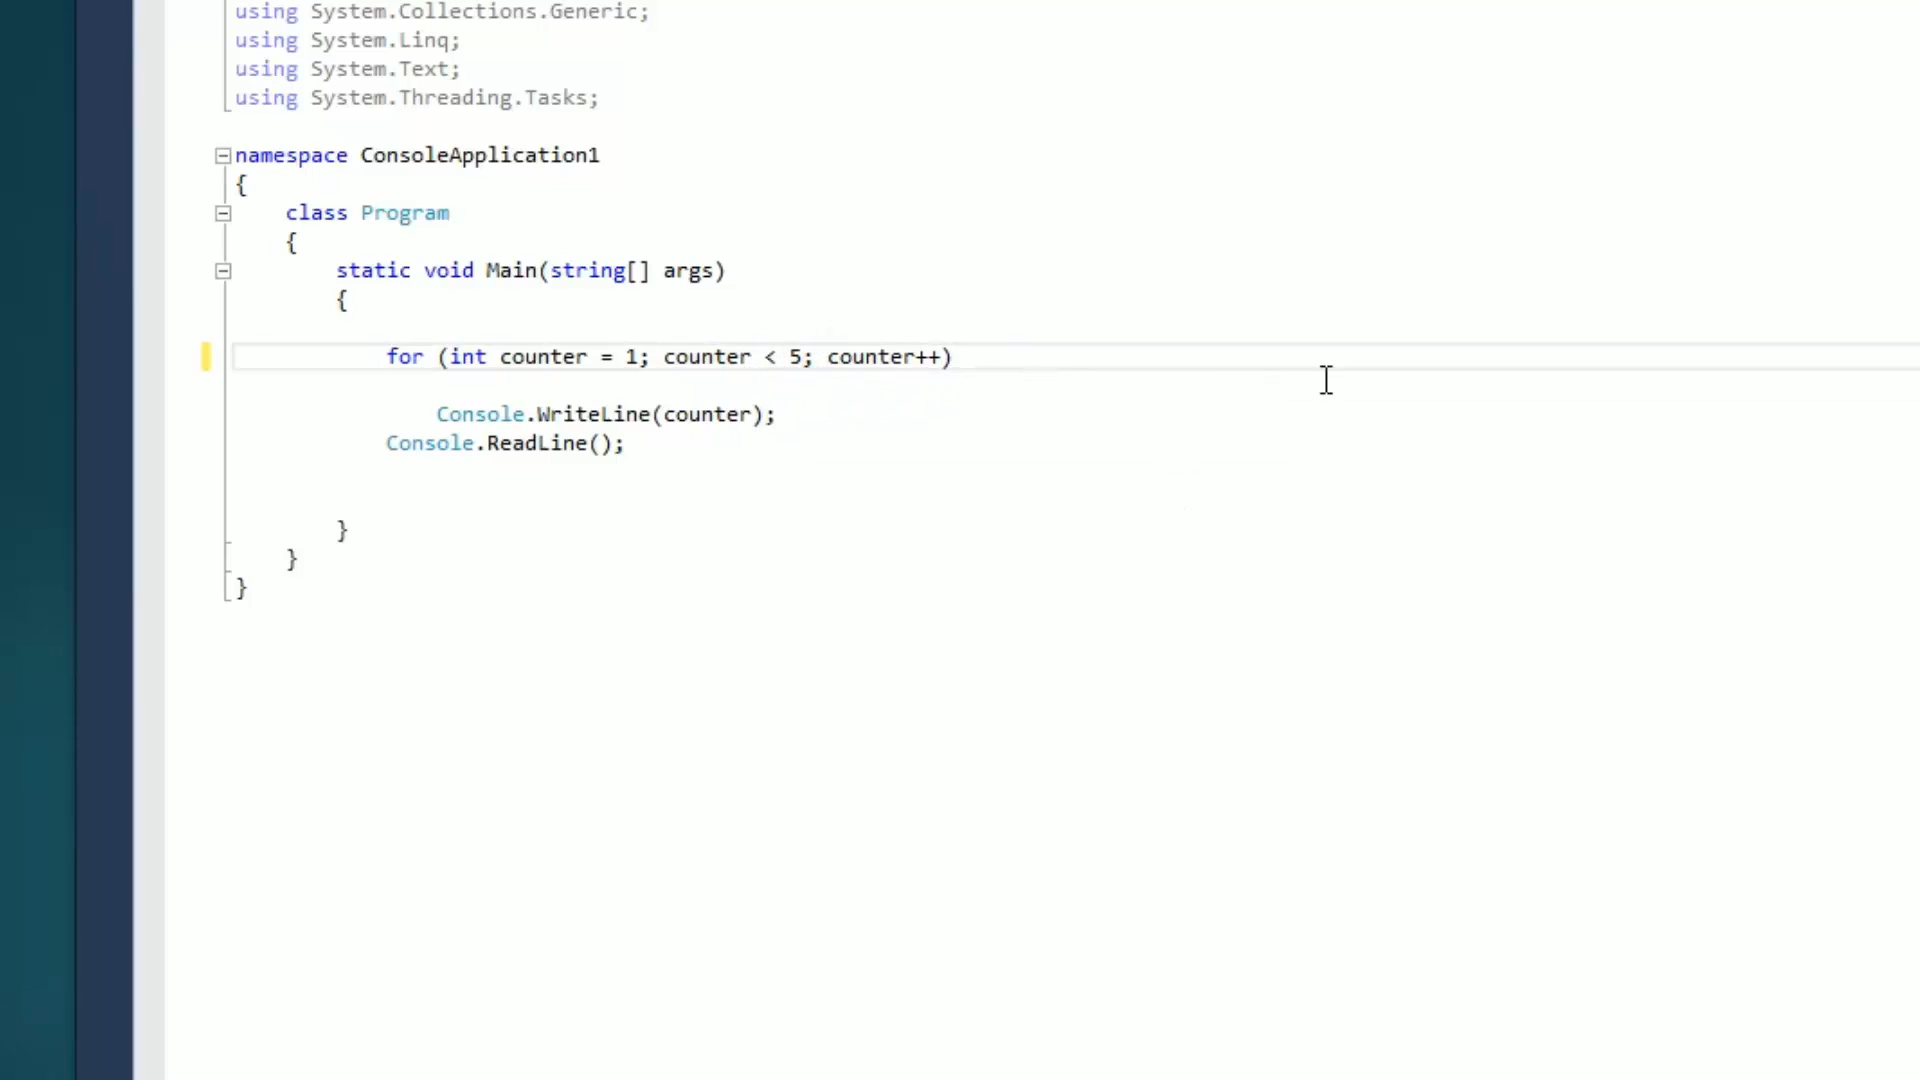 using System.Collections.Generic;
using System.Linq;
using System.Text;
using System.Threading.Tasks;
namespace ConsoleApplication1
{
class Program
{
static void Main(string[] args)
{
for (int counter = 1; counter < 5; counter++)
Console.WriteLine(counter);
Console.ReadLine();
}
}
}